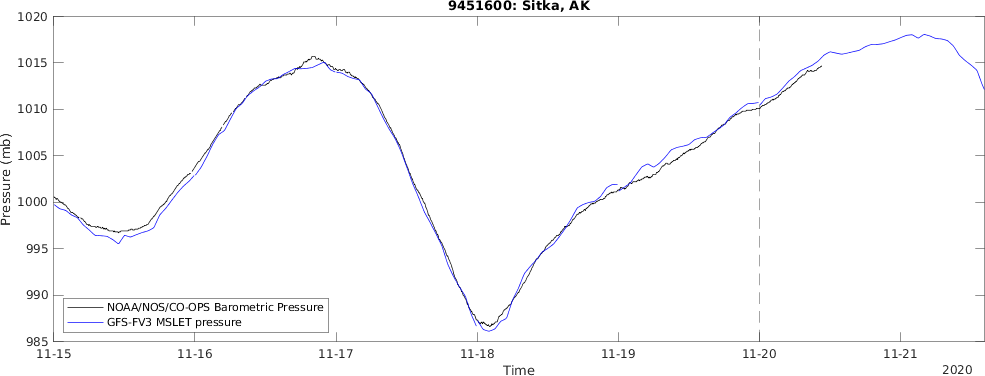 9451600: Sitka, AK
1020
1015
1010
1005
1000
995
990
985
Pressure (mb)
NOAA/NOS/CO-OPS Barometric Pressure
GFS-FV3 MSLET pressure
11-15 11-16 11-17 11-18 11-19 11-20 11-21
Time
2020